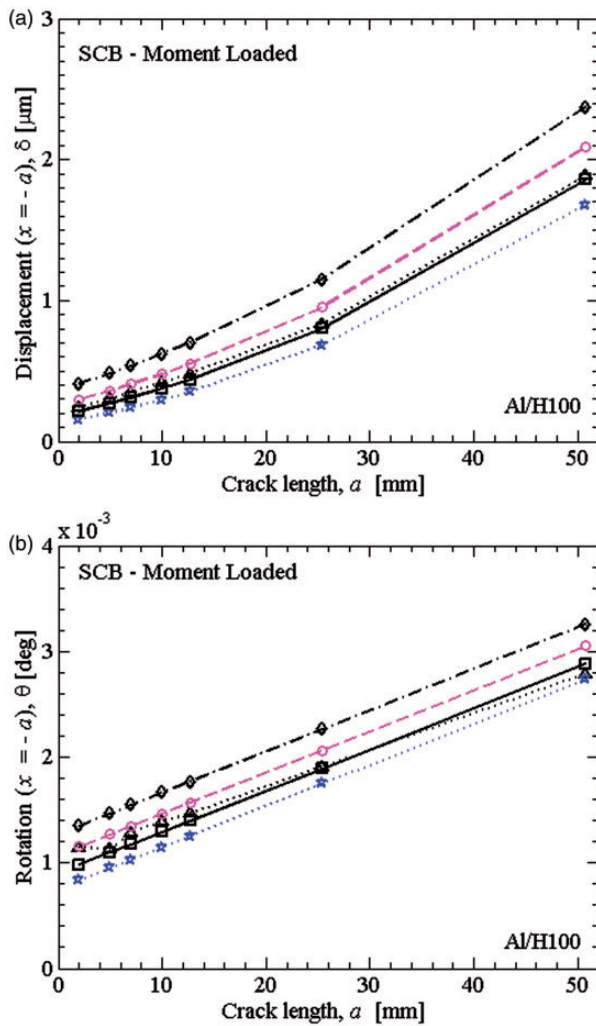 (a)
3
SCB - Moment Loaded
2
1
0
Displacement (x = - a), δ [μm]
Al/H100
0 10 20 30 40 50
Crack length, a [mm]
x 10⁻³
(b)
4
SCB - Moment Loaded
3
2
1
0
Rotation (x = - a), θ [deg]
Al/H100
0 10 20 30 40 50
Crack length, a [mm]